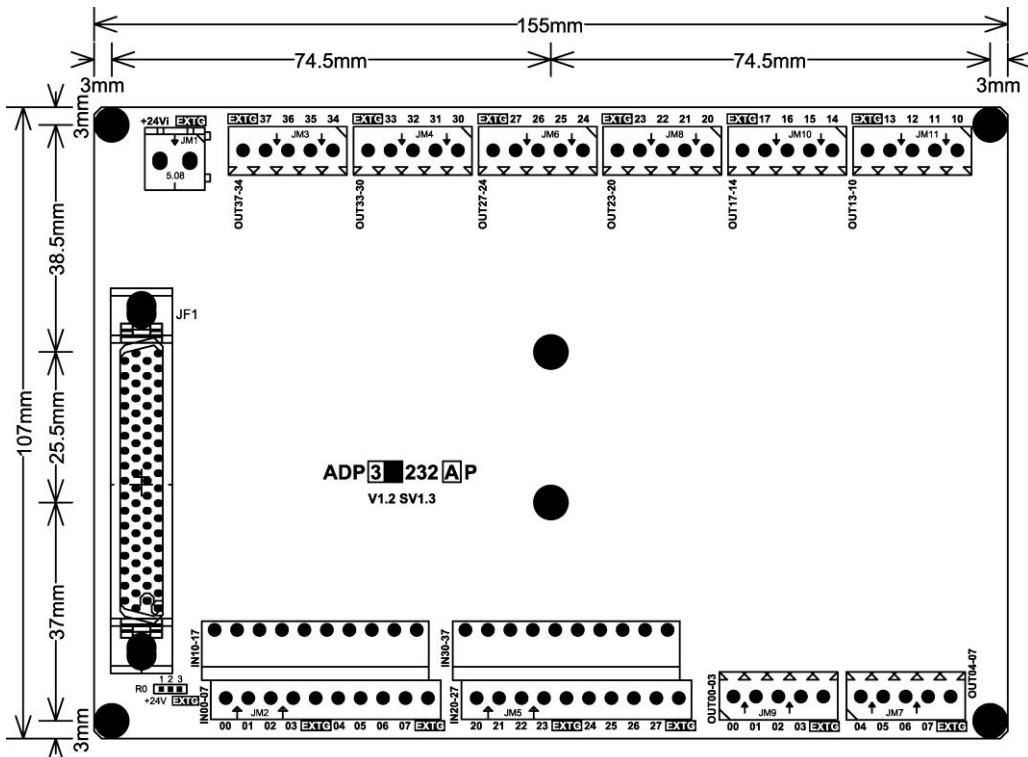 155mm
74.5mm 74.5mm
3mm 3mm
3mm
+24Vi EXTG
JM1
5.08
EXTG 37 36 35 34
JM3
OUT37-34
EXTG 33 32 31 30
JM4
OUT33-30
EXTG 27 26 25 24
JM6
OUT27-24
EXTG 23 22 21 20
JM8
OUT23-20
EXTG 17 16 15 14
JM10
OUT17-14
EXTG 13 12 11 10
JM11
OUT13-10
38.5mm
JF1
107mm
25.5mm
ADP 3 232 A P
V1.2 SV1.3
37mm
IN10-17
IN30-37
1 2 3
R0
+24V EXTG
IN00-07
JM2
00 01 02 03 EXTG 04 05 06 07 EXTG
IN20-27
JM5
20 21 22 23 EXTG 24 25 26 27 EXTG
OUT00-03
JM9
00 01 02 03 EXTG
OUT04-07
JM7
04 05 06 07 EXTG
3mm